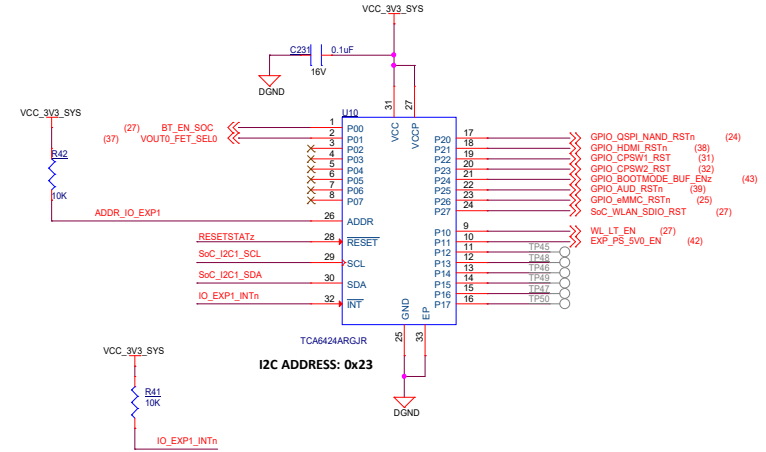 VCC_3V3_SYS
C231 0.1uF
16V
DGND
VCC_3V3_SYS
R42
10K
ADDR_IO_EXP1
(27) BT_EN_SOC
(37) VOUT0_FET_SEL0
RESETSTATz
SoC_I2C1_SCL
SoC_I2C1_SDA
IO_EXP1_INTn
U10
31 VCC
27 VCCP
1 P00
2 P01
3 P02
4 P03
5 P04
6 P05
7 P06
8 P07
26 ADDR
28 RESET
29 SCL
30 SDA
32 INT
P20 17 GPIO_QSPI_NAND_RSTn (24)
P21 18 GPIO_HDMI_RSTn (38)
P22 19 GPIO_CPSW1_RST (31)
P23 20 GPIO_CPSW2_RST (32)
P24 21 GPIO_BOOTMODE_BUF_ENz (43)
P25 22 GPIO_AUD_RSTn (39)
P26 23 GPIO_eMMC_RSTn (25)
P27 24 SoC_WLAN_SDIO_RST (27)
P10 9 WL_LT_EN (27)
P11 10 EXP_PS_5V0_EN (42)
P12 11 TP45
P13 12 TP48
P14 13 TP46
P15 14 TP49
P16 15 TP47
P17 16 TP50
GND 25
EP 33
TCA6424ARGJR
I2C ADDRESS: 0x23
DGND
VCC_3V3_SYS
R41
10K
IO_EXP1_INTn